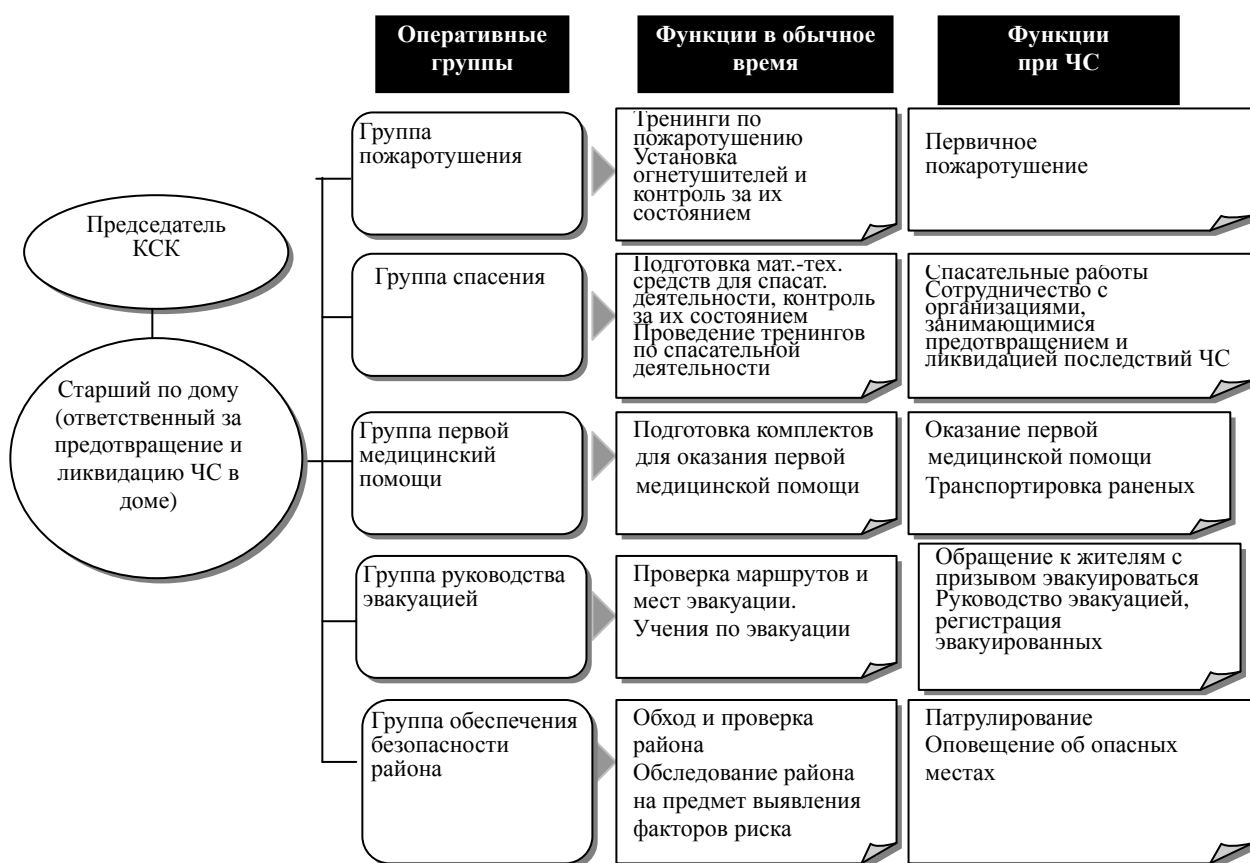 Оперативные
группы
Функции в обычное
время
Функции
при ЧС
Председатель
КСК
Старший по дому
(ответственный за
предотвращение и
ликвидацию ЧС в
доме)
Группа
пожаротушения
Тренинги по
пожаротушению
Установка
огнетушителей и
контроль за их
состоянием
Первичное
пожаротушение
Группа спасения
Подготовка мат.-тех.
средств для спасат.
деятельности, контроль
за их состоянием
Проведение тренингов
по спасательной
деятельности
Спасательные работы
Сотрудничество с
организациями,
занимающимися
предотвращением и
ликвидацией последствий ЧС
Группа первой
медицинский
помощи
Подготовка комплектов
для оказания первой
медицинской помощи
Оказание первой
медицинской помощи
Транспортировка раненых
Группа руководства
эвакуацией
Проверка маршрутов и
мест эвакуации.
Учения по эвакуации
Обращение к жителям с
призывом эвакуироваться
Руководство эвакуацией,
регистрация
эвакуированных
Группа обеспечения
безопасности
района
Обход и проверка
района
Обследование района
на предмет выявления
факторов риска
Патрулирование
Оповещение об опасных
местах